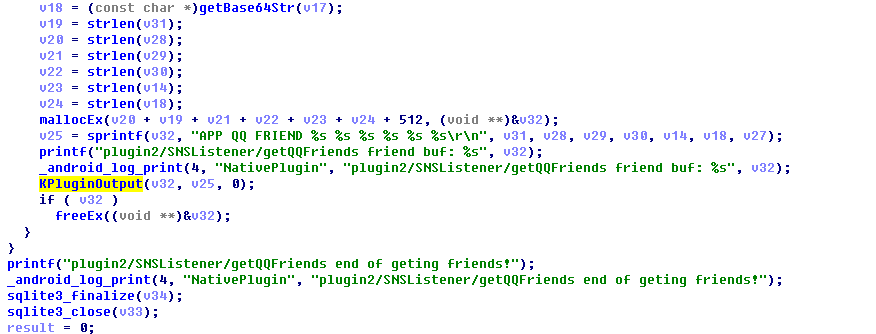 v18 = (const char *)getBase64Str(v17);
v19 = strlen(v31);
v20 = strlen(v28);
v21 = strlen(v29);
v22 = strlen(v30);
v23 = strlen(v14);
v24 = strlen(v18);
mallocEx(v20 + v19 + v21 + v22 + v23 + v24 + 512, (void **)&v32);
v25 = sprintf(v32, "APP QQ FRIEND %s %s %s %s %s %s\r\n", v31, v28, v29, v30, v14, v18, v27);
printf("plugin2/SNSListener/getQQFriends friend buf: %s", v32);
_android_log_print(4, "NativePlugin", "plugin2/SNSListener/getQQFriends friend buf: %s", v32);
KPluginOutput(v32, v25, 0);
if ( v32 )
freeEx((void **)&v32);
}
}
printf("plugin2/SNSListener/getQQFriends end of geting friends!");
_android_log_print(4, "NativePlugin", "plugin2/SNSListener/getQQFriends end of geting friends!");
sqlite3_finalize(v34);
sqlite3_close(v33);
result = 0;